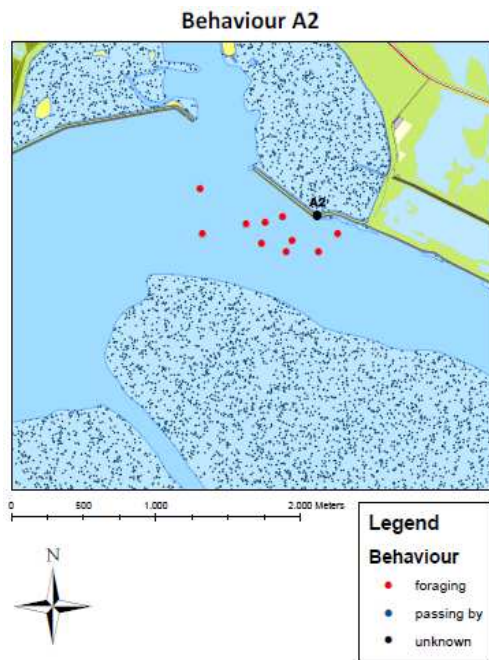 Behaviour A2
A2
0 500 1.000 2.000 Meters
N
Legend
Behaviour
foraging
passing by
unknown